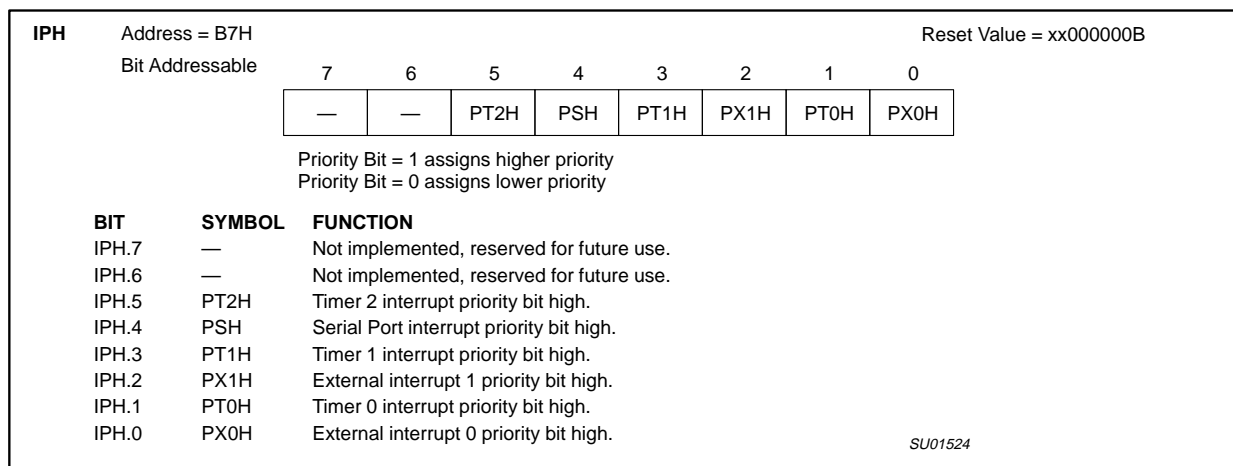 IPH Address = B7H Reset Value = xx000000B
Bit Addressable
7 6 5 4 3 2 1 0
— — PT2H PSH PT1H PX1H PT0H PX0H
Priority Bit = 1 assigns higher priority
Priority Bit = 0 assigns lower priority
BIT SYMBOL FUNCTION
IPH.7 — Not implemented, reserved for future use.
IPH.6 — Not implemented, reserved for future use.
IPH.5 PT2H Timer 2 interrupt priority bit high.
IPH.4 PSH Serial Port interrupt priority bit high.
IPH.3 PT1H Timer 1 interrupt priority bit high.
IPH.2 PX1H External interrupt 1 priority bit high.
IPH.1 PT0H Timer 0 interrupt priority bit high.
IPH.0 PX0H External interrupt 0 priority bit high.
SU01524